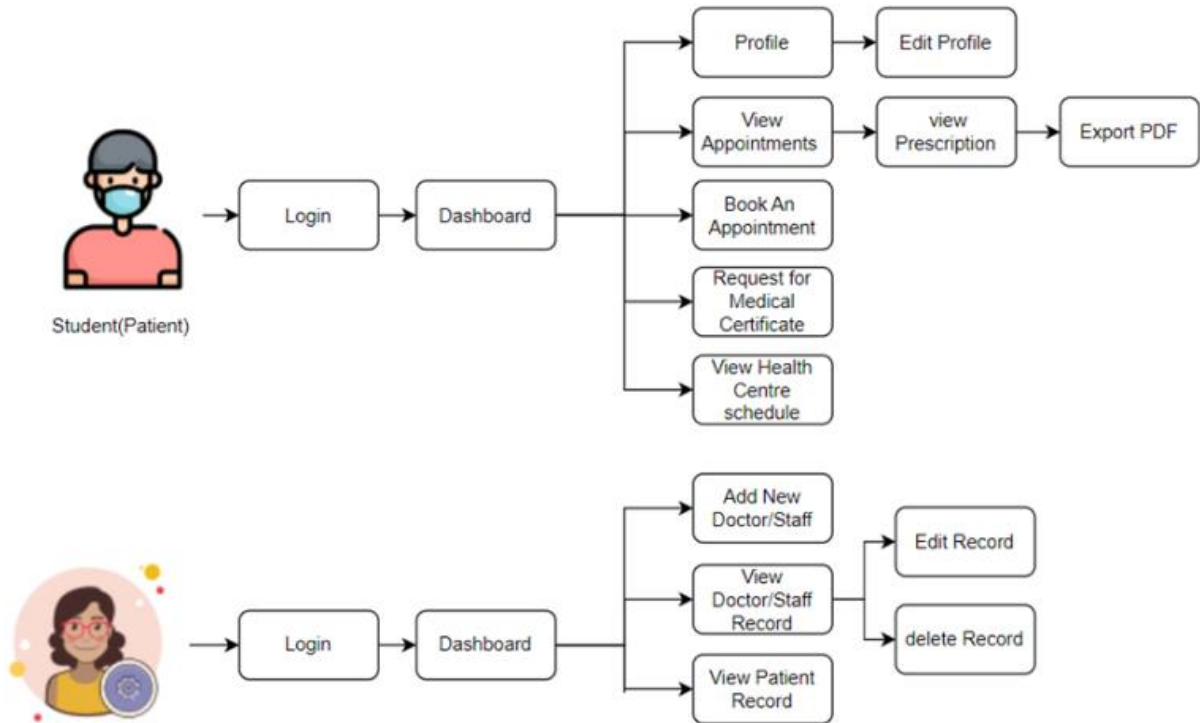 Profile
Edit Profile
View
Appointments
view
Prescription
Export PDF
Login
Dashboard
Book An
Appointment
Request for
Medical
Certificate
Student(Patient)
View Health
Centre
schedule
Add New
Doctor/Staff
Edit Record
View
Doctor/Staff
Record
Login
Dashboard
delete Record
View Patient
Record